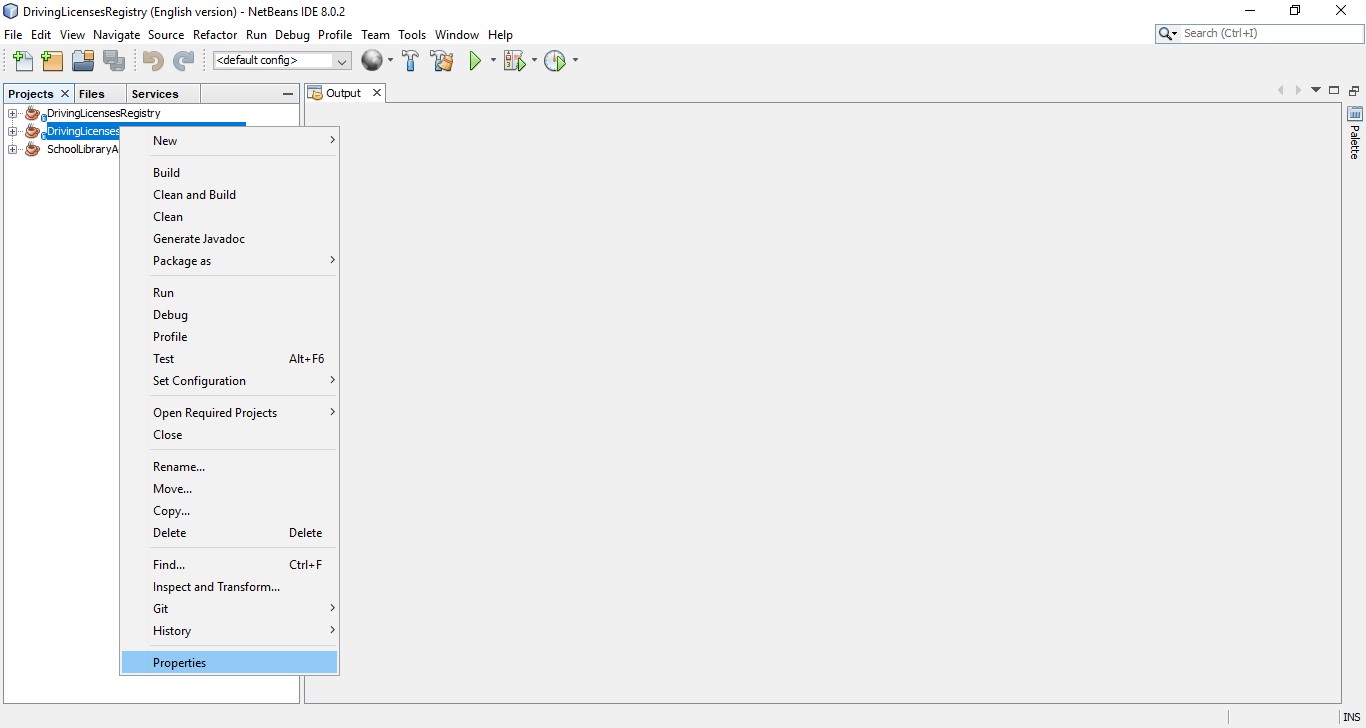 DrivingLicensesRegistry (English version) - NetBeans IDE 8.0.2
File Edit View Navigate Source Refactor Run Debug Profile Team Tools Window Help
Search (Ctrl+I)
<default config>
Projects Files Services
Output
DrivingLicensesRegistry
DrivingLicenses
SchoolLibraryA
Palette
New
Build
Clean and Build
Clean
Generate Javadoc
Package as
Run
Debug
Profile
Test Alt+F6
Set Configuration
Open Required Projects
Close
Rename...
Move...
Copy...
Delete Delete
Find... Ctrl+F
Inspect and Transform...
Git
History
Properties
INS